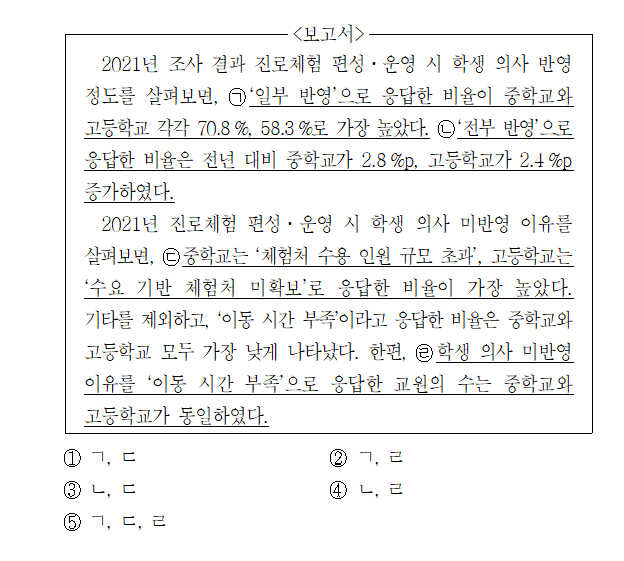 <보고서>
2021년 조사 결과 진로체험 편성·운영 시 학생 의사 반영
정도를 살펴보면, ㉠'일부 반영'으로 응답한 비율이 중학교와
고등학교 각각 70.8%, 58.3%로 가장 높았다. ㉡'전부 반영'으로
응답한 비율은 전년 대비 중학교가 2.8%p, 고등학교가 2.4%p
증가하였다.
2021년 진로체험 편성·운영 시 학생 의사 미반영 이유를
살펴보면, ㉢중학교는 '체험처 수용 인원 규모 초과', 고등학교는
'수요 기반 체험처 미확보'로 응답한 비율이 가장 높았다.
기타를 제외하고, '이동 시간 부족'이라고 응답한 비율은 중학교와
고등학교 모두 가장 낮게 나타났다. 한편, ㉣학생 의사 미반영
이유를 '이동 시간 부족'으로 응답한 교원의 수는 중학교와
고등학교가 동일하였다.
① ㄱ, ㄷ ② ㄱ, ㄹ
③ ㄴ, ㄷ ④ ㄴ, ㄹ
⑤ ㄱ, ㄷ, ㄹ